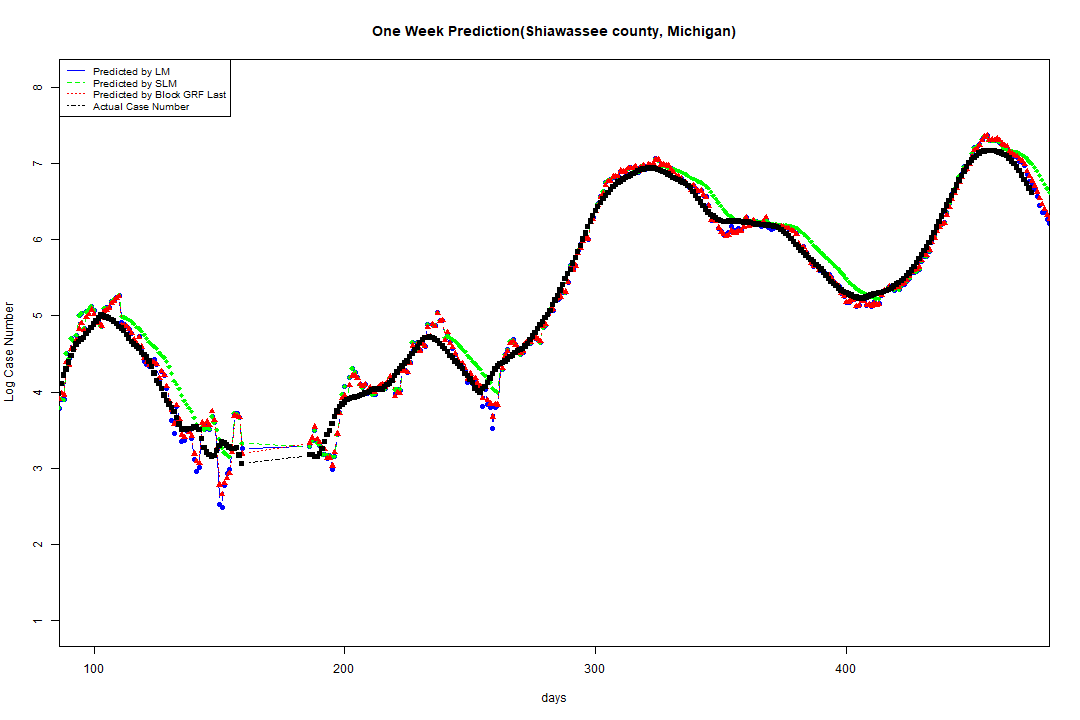 One Week Prediction(Shiawassee county, Michigan)
Predicted by LM
Predicted by SLM
Predicted by Block GRF Last
Actual Case Number
8
7
6
5
4
3
2
1
Log Case Number
100 200 300 400
days